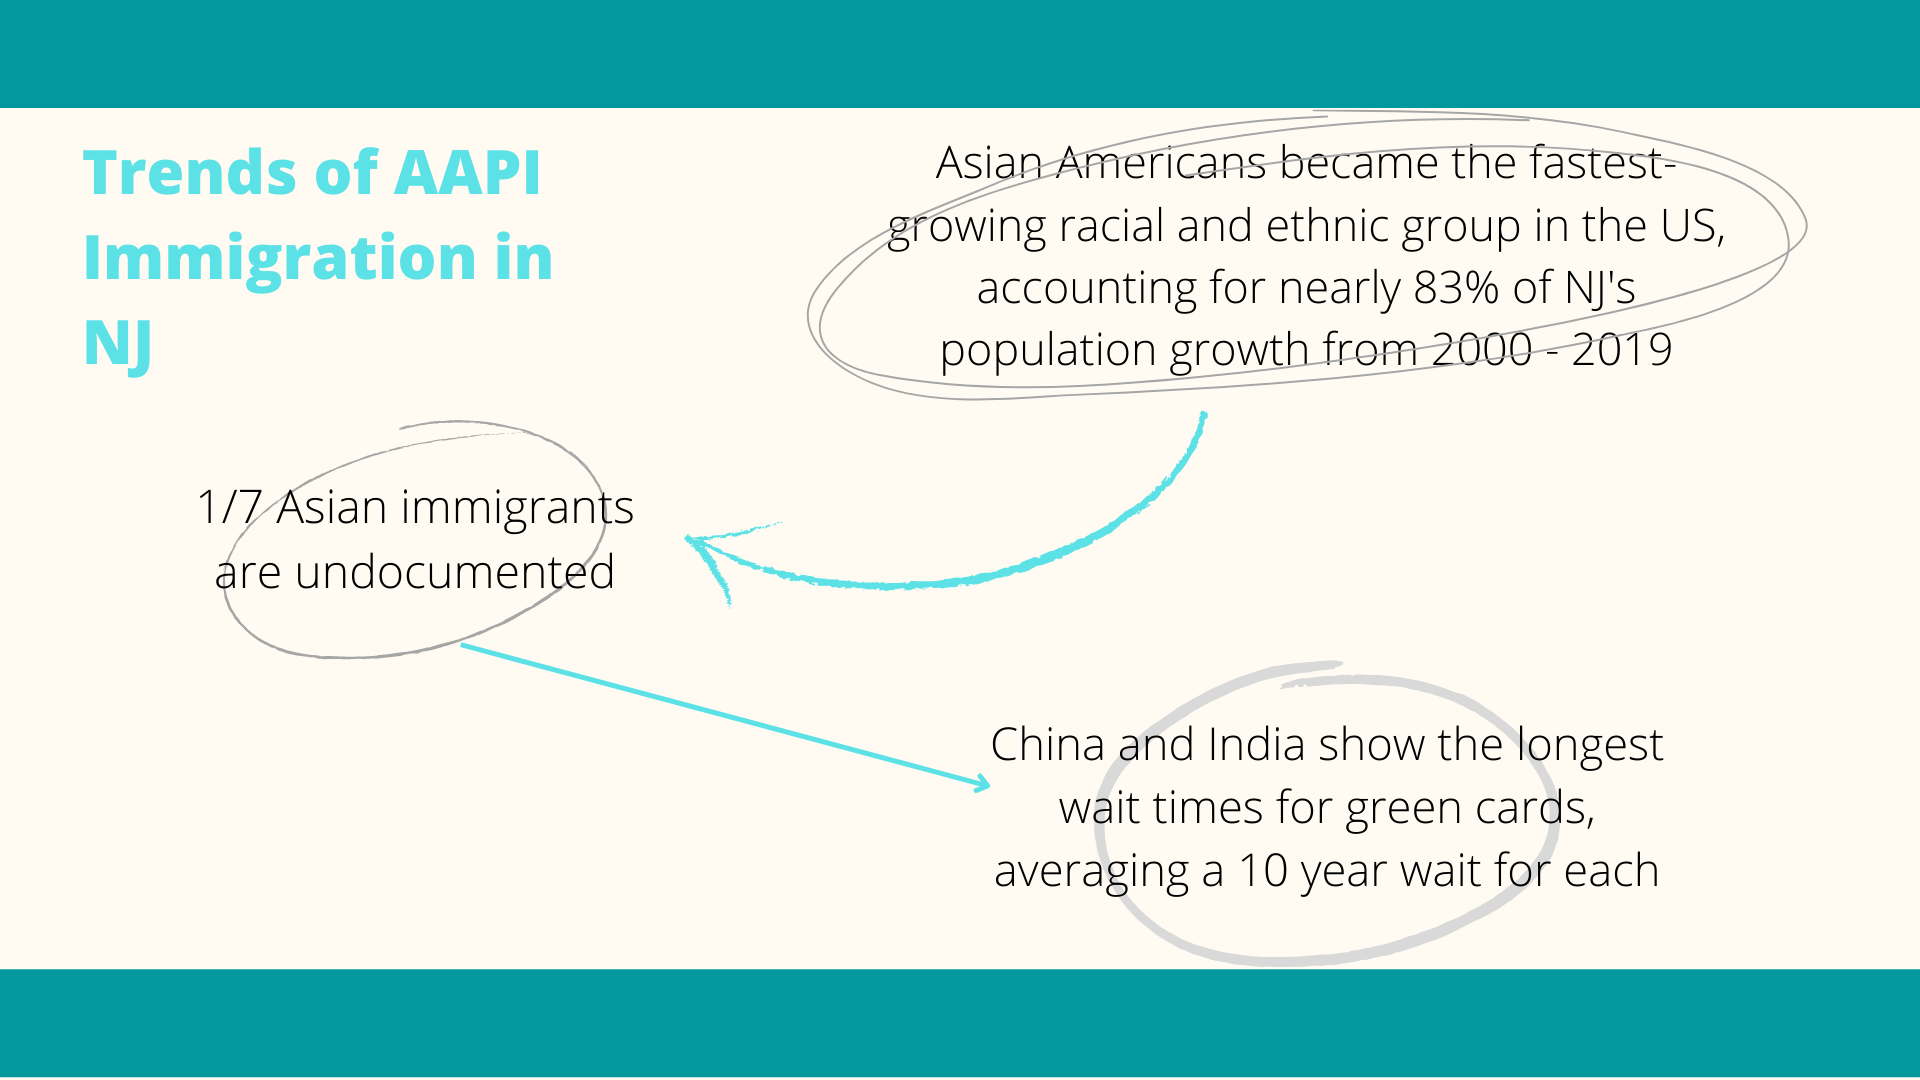 Trends of AAPI
Immigration in
NJ
Asian Americans became the fastest-
growing racial and ethnic group in the US,
accounting for nearly 83% of NJ's
population growth from 2000 - 2019
1/7 Asian immigrants
are undocumented
China and India show the longest
wait times for green cards,
averaging a 10 year wait for each